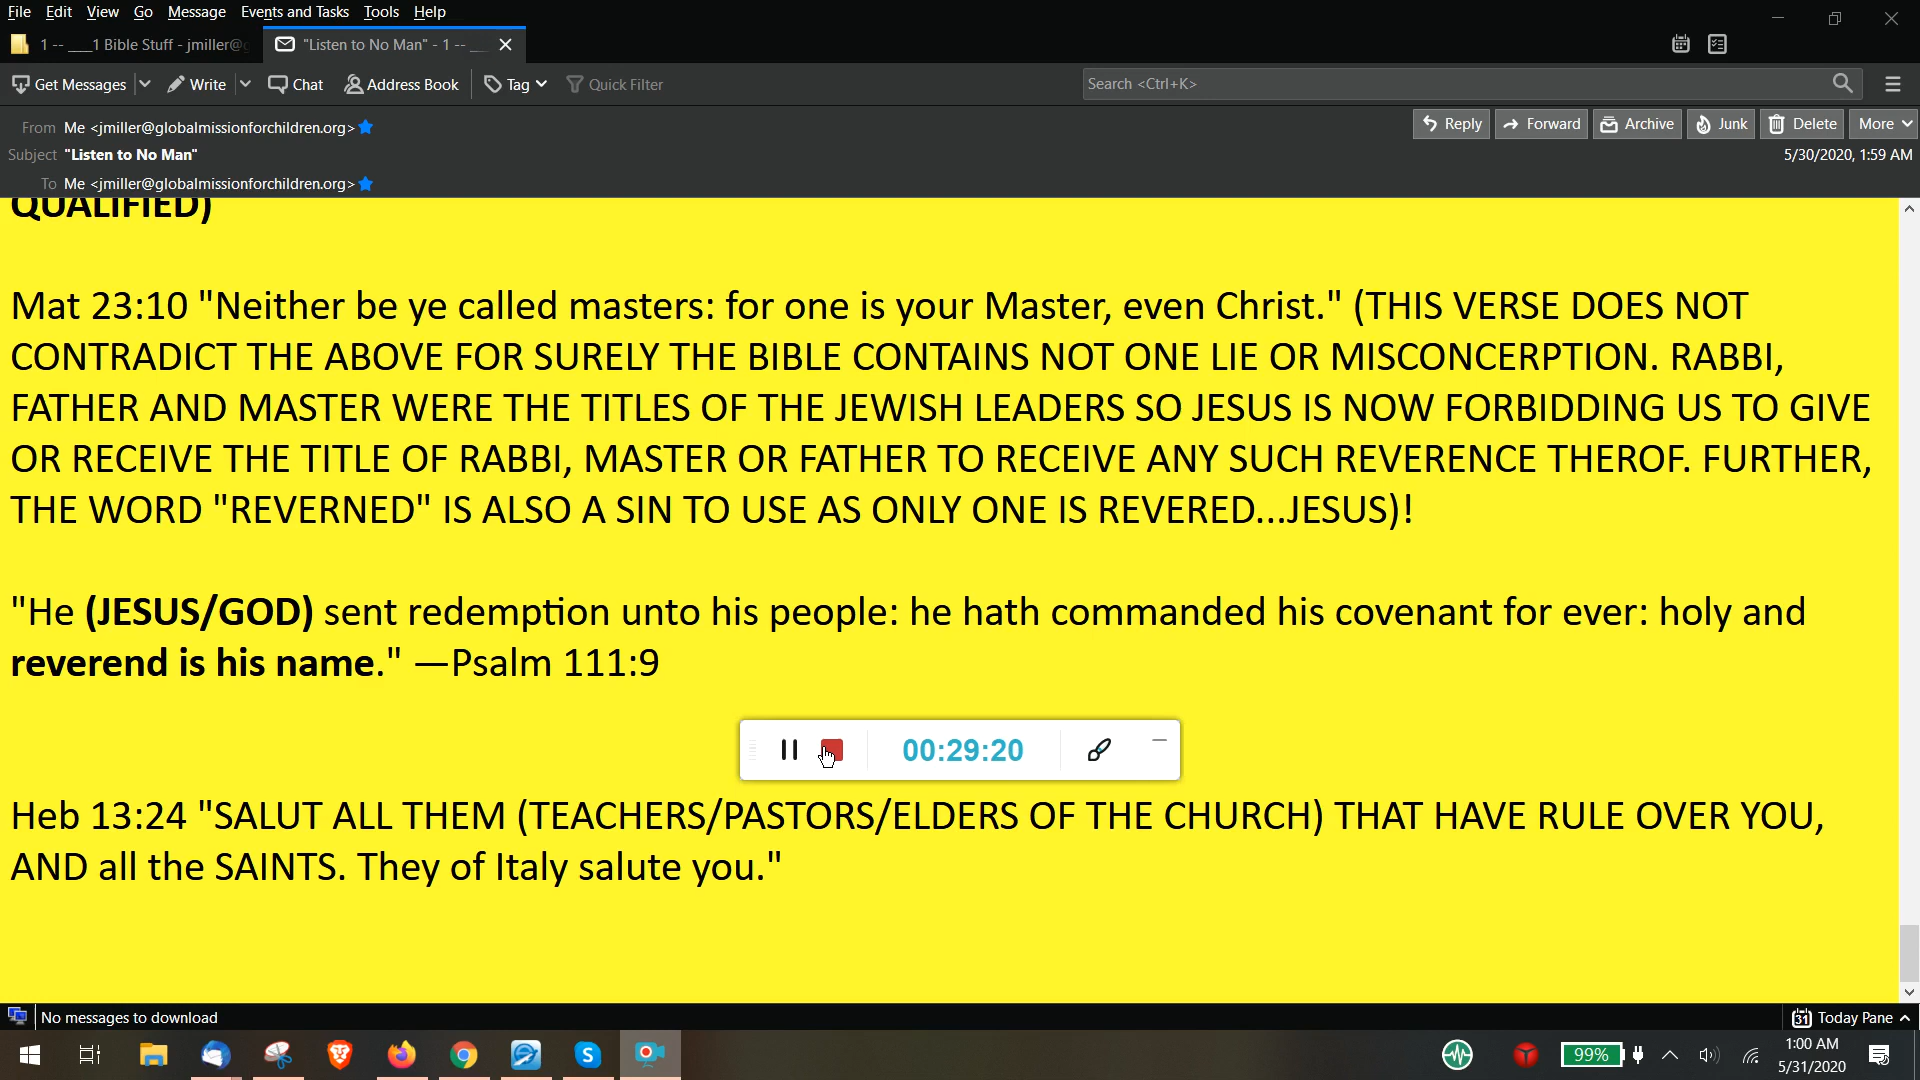 File Edit View Go Message Events and Tasks Tools Help
1 -- ___1 Bible Stuff - jmiller@g
"Listen to No Man" - 1 -- __
Get Messages Write Chat Address Book Tag Quick Filter Search <Ctrl+K>
From Me <jmiller@globalmissionforchildren.org> Reply Forward Archive Junk Delete More
Subject "Listen to No Man" 5/30/2020, 1:59 AM
To Me <jmiller@globalmissionforchildren.org>
QUALIFIED)
Mat 23:10 "Neither be ye called masters: for one is your Master, even Christ." (THIS VERSE DOES NOT
CONTRADICT THE ABOVE FOR SURELY THE BIBLE CONTAINS NOT ONE LIE OR MISCONCERPTION. RABBI,
FATHER AND MASTER WERE THE TITLES OF THE JEWISH LEADERS SO JESUS IS NOW FORBIDDING US TO GIVE
OR RECEIVE THE TITLE OF RABBI, MASTER OR FATHER TO RECEIVE ANY SUCH REVERENCE THEROF. FURTHER,
THE WORD "REVERNED" IS ALSO A SIN TO USE AS ONLY ONE IS REVERED...JESUS)!
"He (JESUS/GOD) sent redemption unto his people: he hath commanded his covenant for ever: holy and
reverend is his name." —Psalm 111:9
00:29:20
Heb 13:24 "SALUT ALL THEM (TEACHERS/PASTORS/ELDERS OF THE CHURCH) THAT HAVE RULE OVER YOU,
AND all the SAINTS. They of Italy salute you."
No messages to download 31 Today Pane
99% 1:00 AM
5/31/2020